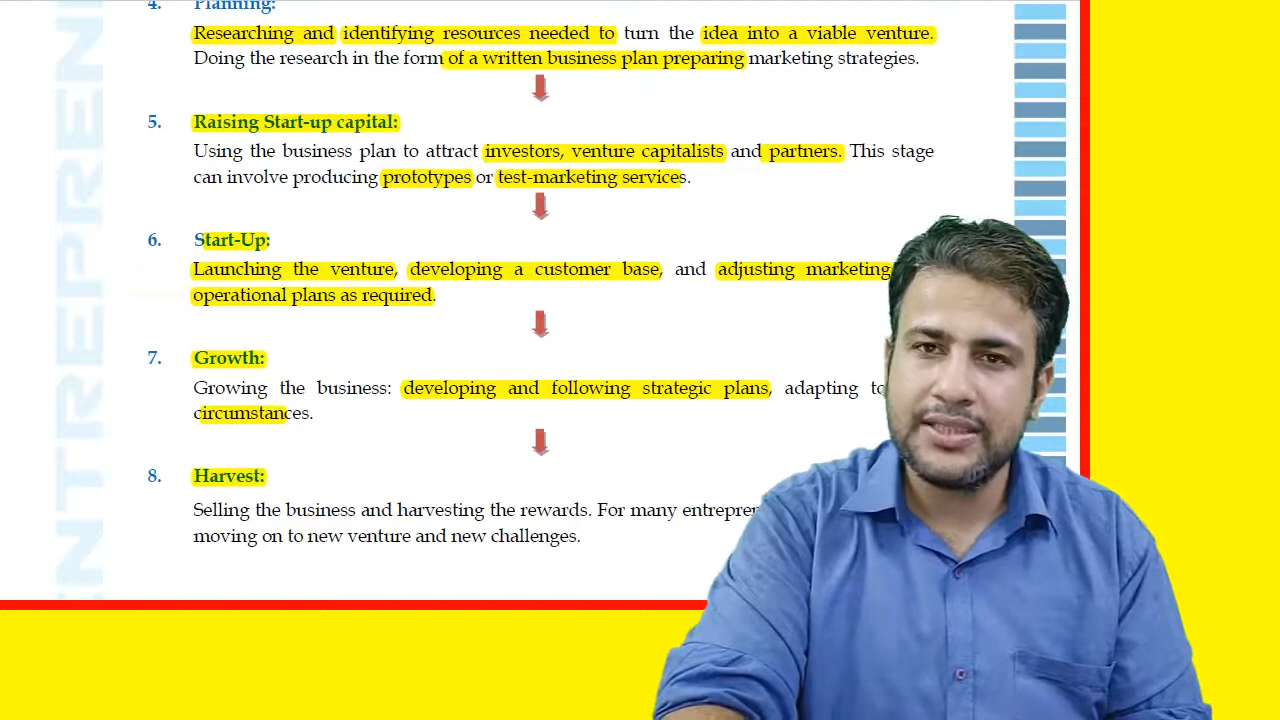 4. Planning:
Researching and identifying resources needed to turn the idea into a viable venture.
Doing the research in the form of a written business plan preparing marketing strategies.
5. Raising Start-up capital:
Using the business plan to attract investors, venture capitalists and partners. This stage
can involve producing prototypes or test-marketing services.
6. Start-Up:
Launching the venture, developing a customer base, and adjusting marketing
operational plans as required.
7. Growth:
Growing the business: developing and following strategic plans, adapting to
circumstances.
8. Harvest:
Selling the business and harvesting the rewards. For many
moving on to new venture and new challenges.